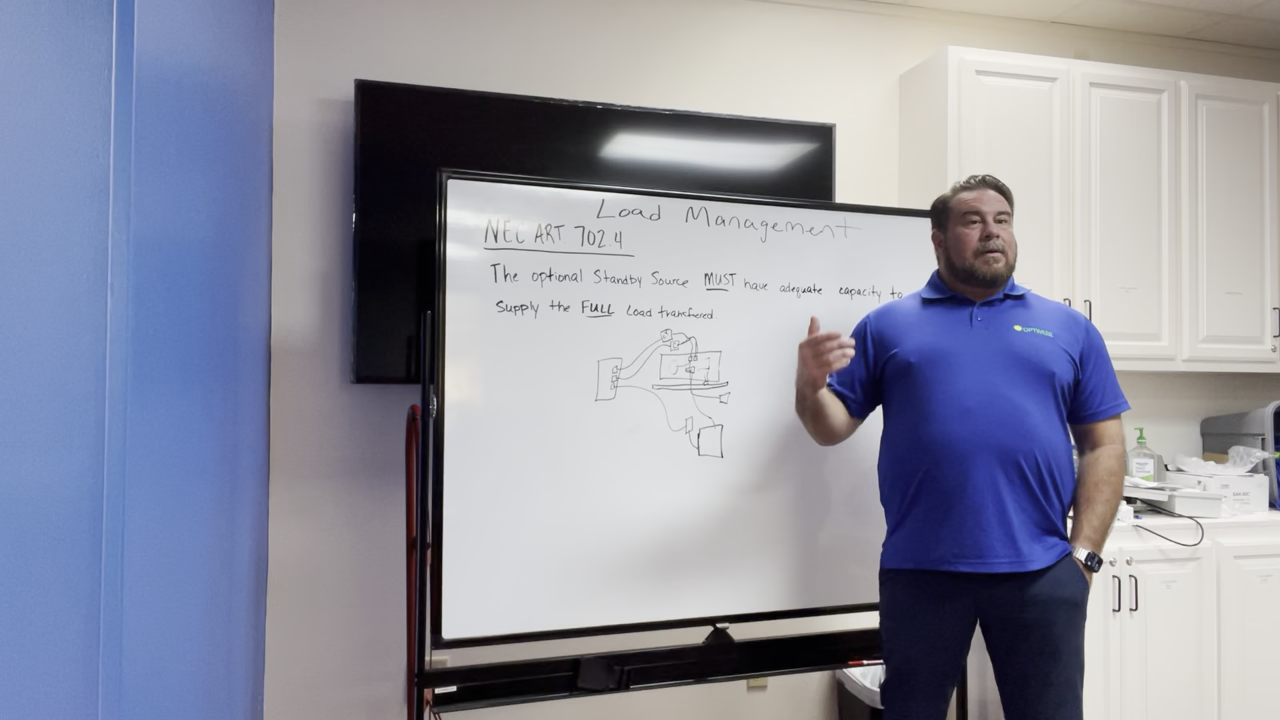 Load Management
NEC ART 702.4
The optional Standby Source MUST have adequate capacity to
Supply the FULL Load transfered